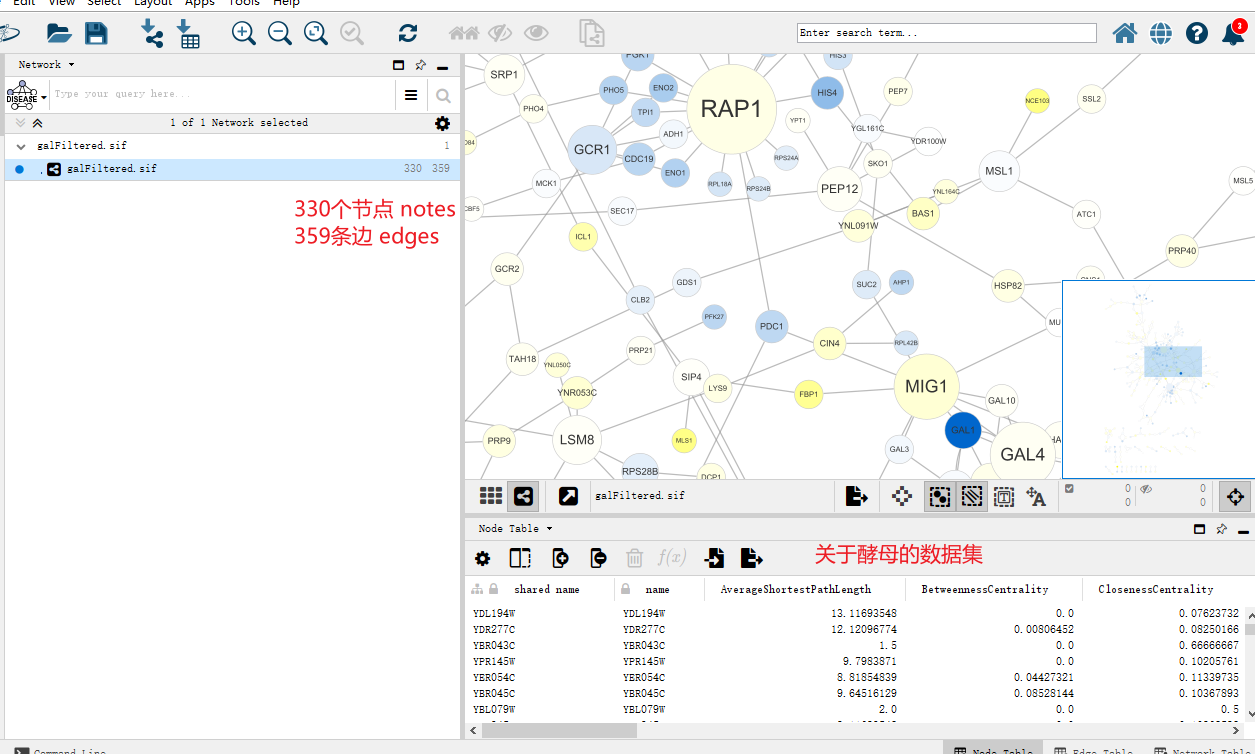 Edit View Select Layout Apps Tools Help
Enter search term...
3
Network
DISEASE
Type your query here...
1 of 1 Network selected
galFiltered.sif 1
galFiltered.sif 330 359
330个节点 notes
359条边 edges
SRP1
PHO4
PHO5
ENO2
TPI1
ADH1
GCR1
CDC19
ENO1
MCK1
SEC17
ICL1
GCR2
RAP1
HIS3
HIS4
PEP7
YPT1
YGL161C
YDR100W
RPS24A
RPL18A
RPS24B
SKO1
PEP12
YNL164C
BAS1
YNL091W
NCE103
SSL2
MSL1
MSL5
ATC1
PRP40
HSP82
GDS1
CLB2
SUC2
AHP1
PFK27
PDC1
CIN4
RPL42B
TAH18
YNL050C
PRP21
YNR053C
SIP4
LYS9
FBP1
MIG1
GAL10
GAL1
GAL3
GAL4
PRP9
LSM8
MLS1
RPS28B
DCP1
galFiltered.sif
0 0
0 0
Node Table
f(x)
关于酵母的数据集
shared name name AverageShortestPathLength BetweennessCentrality ClosenessCentrality
YDL194W YDL194W 13.11693548 0.0 0.07623732
YDR277C YDR277C 12.12096774 0.00806452 0.08250166
YBR043C YBR043C 1.5 0.0 0.66666667
YPR145W YPR145W 9.7983871 0.0 0.10205761
YBR054C YBR054C 8.81854839 0.04427321 0.11339735
YBR045C YBR045C 9.64516129 0.08528144 0.10367893
YBL079W YBL079W 2.0 0.0 0.5
Command Line
Node Table Edge Table Network Table